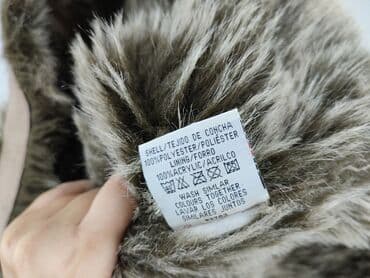 SHELL/TEJIDO DE CONCHA
100%POLYESTER/POLIÉSTER
LINING/FORRO
100%ACRYLIC/ACRILCO
WASH SIMILAR
COLOURS TOGETHER
LAVAR LOS COLORES
SIMILARES JUNTOS